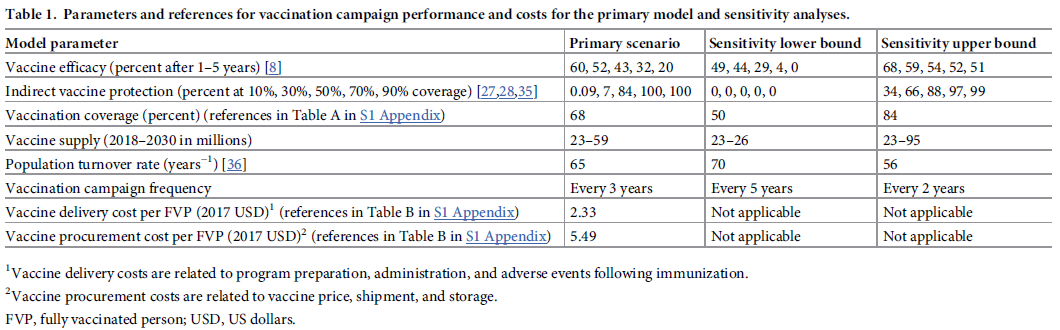 Table 1. Parameters and references for vaccination campaign performance and costs for the primary model and sensitivity analyses.
Model parameter Primary scenario Sensitivity lower bound Sensitivity upper bound
Vaccine efficacy (percent after 1–5 years) [8] 60, 52, 43, 32, 20 49, 44, 29, 4, 0 68, 59, 54, 52, 51
Indirect vaccine protection (percent at 10%, 30%, 50%, 70%, 90% coverage) [27,28,35] 0.09, 7, 84, 100, 100 0, 0, 0, 0, 0 34, 66, 88, 97, 99
Vaccination coverage (percent) (references in Table A in S1 Appendix) 68 50 84
Vaccine supply (2018–2030 in millions) 23–59 23–26 23–95
Population turnover rate (years⁻¹) [36] 65 70 56
Vaccination campaign frequency Every 3 years Every 5 years Every 2 years
Vaccine delivery cost per FVP (2017 USD)¹ (references in Table B in S1 Appendix) 2.33 Not applicable Not applicable
Vaccine procurement cost per FVP (2017 USD)² (references in Table B in S1 Appendix) 5.49 Not applicable Not applicable
¹Vaccine delivery costs are related to program preparation, administration, and adverse events following immunization.
²Vaccine procurement costs are related to vaccine price, shipment, and storage.
FVP, fully vaccinated person; USD, US dollars.